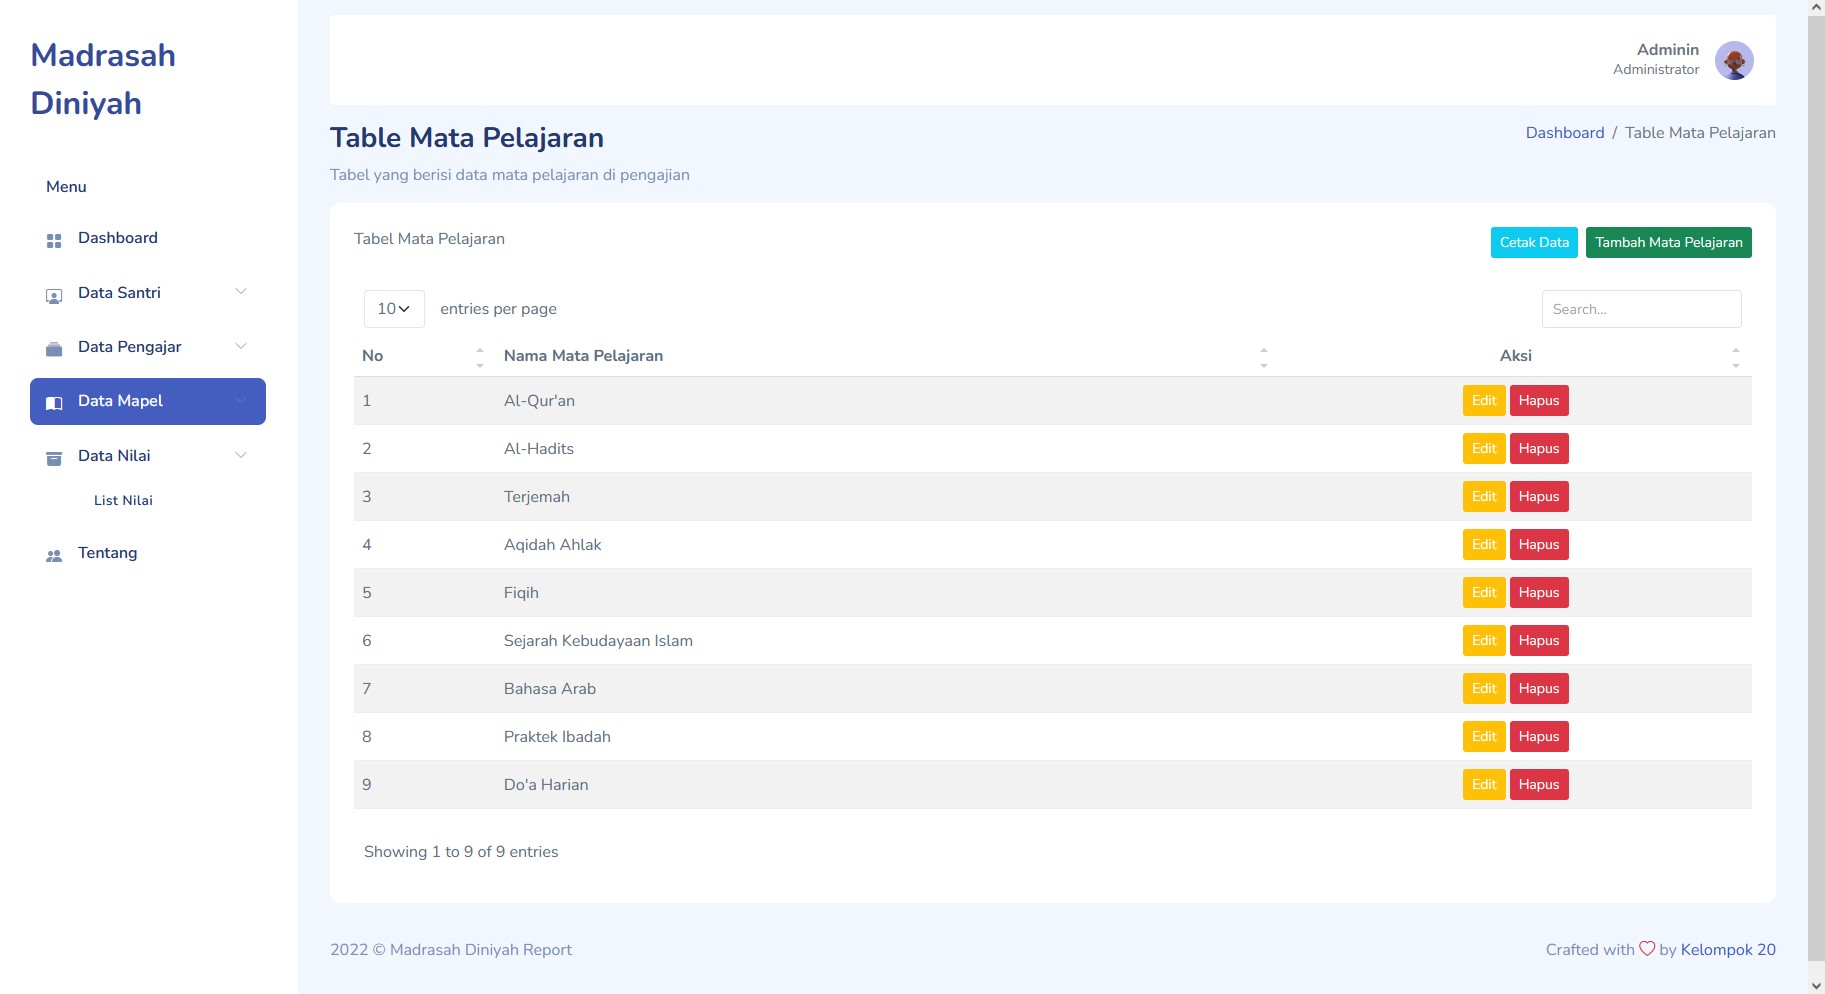 Madrasah
Diniyah
Menu
Dashboard
Data Santri
Data Pengajar
Data Mapel
Data Nilai
List Nilai
Tentang
Adminin
Administrator
Table Mata Pelajaran
Dashboard / Table Mata Pelajaran
Tabel yang berisi data mata pelajaran di pengajian
Tabel Mata Pelajaran
Cetak Data Tambah Mata Pelajaran
10 entries per page
Search...
No Nama Mata Pelajaran Aksi
1 Al-Qur'an Edit Hapus
2 Al-Hadits Edit Hapus
3 Terjemah Edit Hapus
4 Aqidah Ahlak Edit Hapus
5 Fiqih Edit Hapus
6 Sejarah Kebudayaan Islam Edit Hapus
7 Bahasa Arab Edit Hapus
8 Praktek Ibadah Edit Hapus
9 Do'a Harian Edit Hapus
Showing 1 to 9 of 9 entries
2022 © Madrasah Diniyah Report
Crafted with ♡ by Kelompok 20